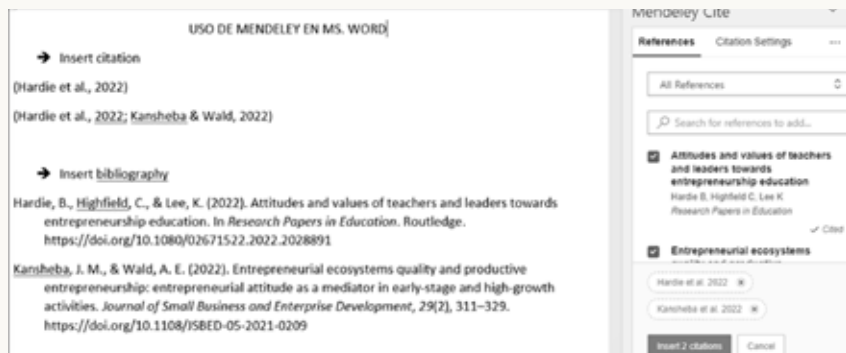 USO DE MENDELEY EN MS. WORD
➔ Insert citation
(Hardie et al., 2022)
(Hardie et al., 2022; Kansheba & Wald, 2022)
➔ Insert bibliography
Hardie, B., Highfield, C., & Lee, K. (2022). Attitudes and values of teachers and leaders towards
entrepreneurship education. In Research Papers in Education. Routledge.
https://doi.org/10.1080/02671522.2022.2028891
Kansheba, J. M., & Wald, A. E. (2022). Entrepreneurial ecosystems quality and productive
entrepreneurship: entrepreneurial attitude as a mediator in early-stage and high-growth
activities. Journal of Small Business and Enterprise Development, 29(2), 311–329.
https://doi.org/10.1108/JSBED-05-2021-0209
Mendeley Cite
References Citation Settings ...
All References
Search for references to add...
Attitudes and values of teachers
and leaders towards
entrepreneurship education
Hardie B, Highfield C, Lee K
Research Papers in Education
✓ Cited
Entrepreneurial ecosystems
Hardie et al. 2022
Kansheba et al. 2022
Insert 2 citations Cancel